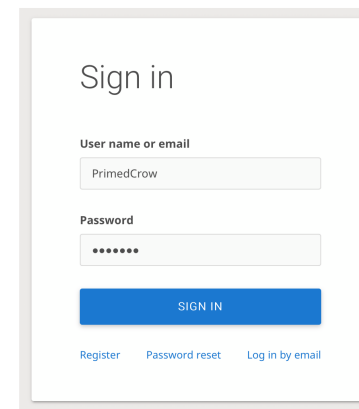 Sign in
User name or email
PrimedCrow
Password
•••••••
SIGN IN
Register Password reset Log in by email